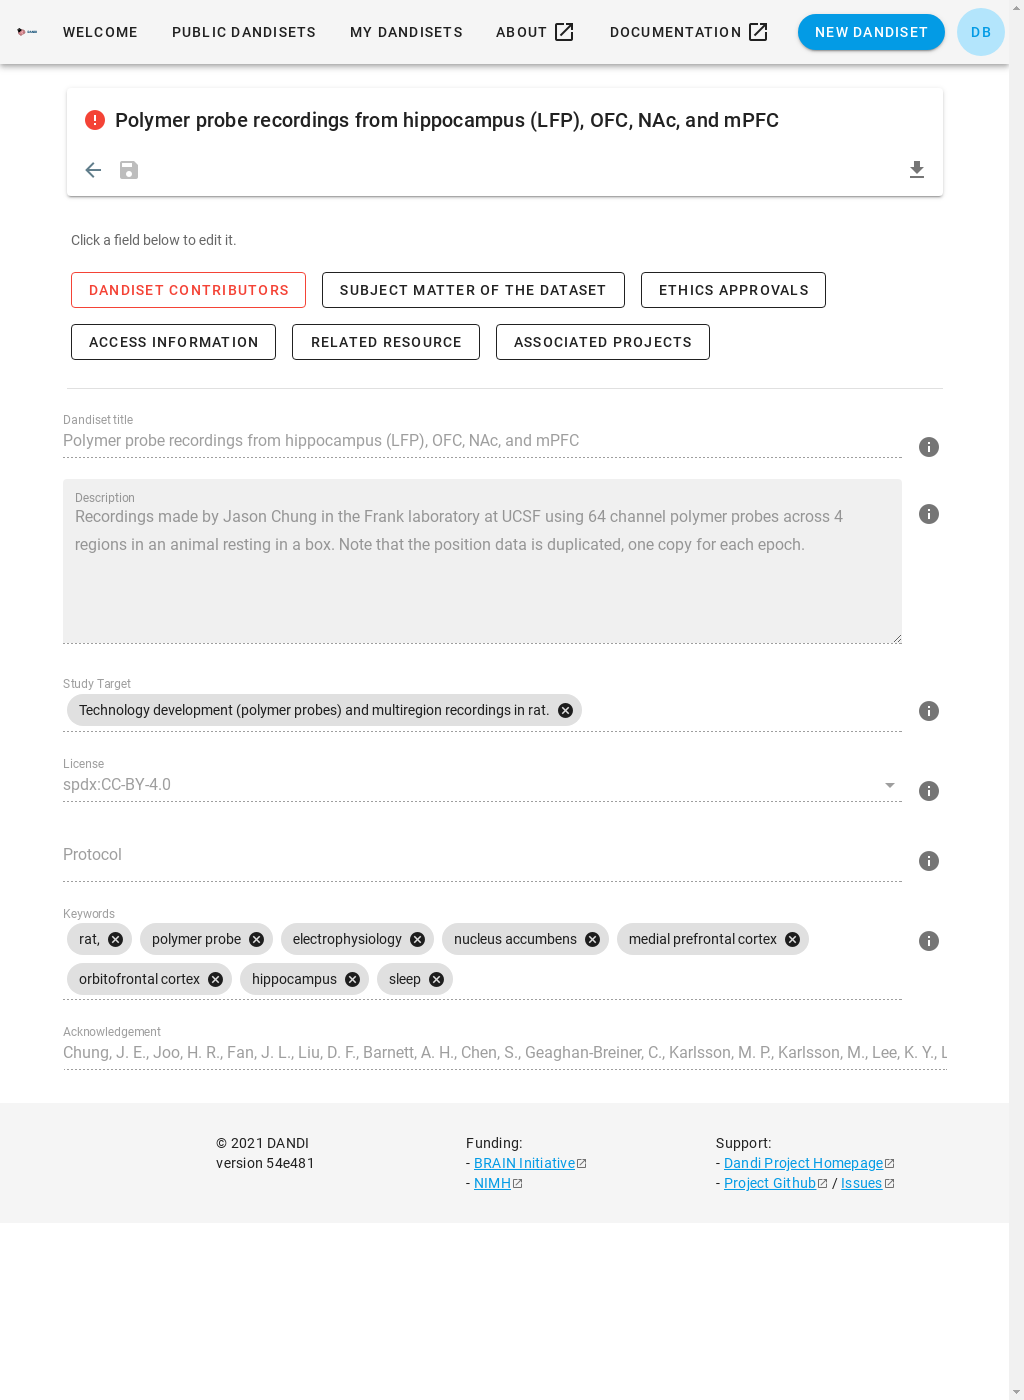 DANDI
WELCOME PUBLIC DANDISETS MY DANDISETS ABOUT DOCUMENTATION NEW DANDISET DB
Polymer probe recordings from hippocampus (LFP), OFC, NAc, and mPFC
Click a field below to edit it.
DANDISET CONTRIBUTORS SUBJECT MATTER OF THE DATASET ETHICS APPROVALS
ACCESS INFORMATION RELATED RESOURCE ASSOCIATED PROJECTS
Dandiset title
Polymer probe recordings from hippocampus (LFP), OFC, NAc, and mPFC
Description
Recordings made by Jason Chung in the Frank laboratory at UCSF using 64 channel polymer probes across 4
regions in an animal resting in a box. Note that the position data is duplicated, one copy for each epoch.
Study Target
Technology development (polymer probes) and multiregion recordings in rat.
License
spdx:CC-BY-4.0
Protocol
Keywords
rat, polymer probe electrophysiology nucleus accumbens medial prefrontal cortex
orbitofrontal cortex hippocampus sleep
Acknowledgement
Chung, J. E., Joo, H. R., Fan, J. L., Liu, D. F., Barnett, A. H., Chen, S., Geaghan-Breiner, C., Karlsson, M. P., Karlsson, M., Lee, K. Y., L
© 2021 DANDI Funding: Support:
version 54e481 - BRAIN Initiative - Dandi Project Homepage
- NIMH - Project Github / Issues